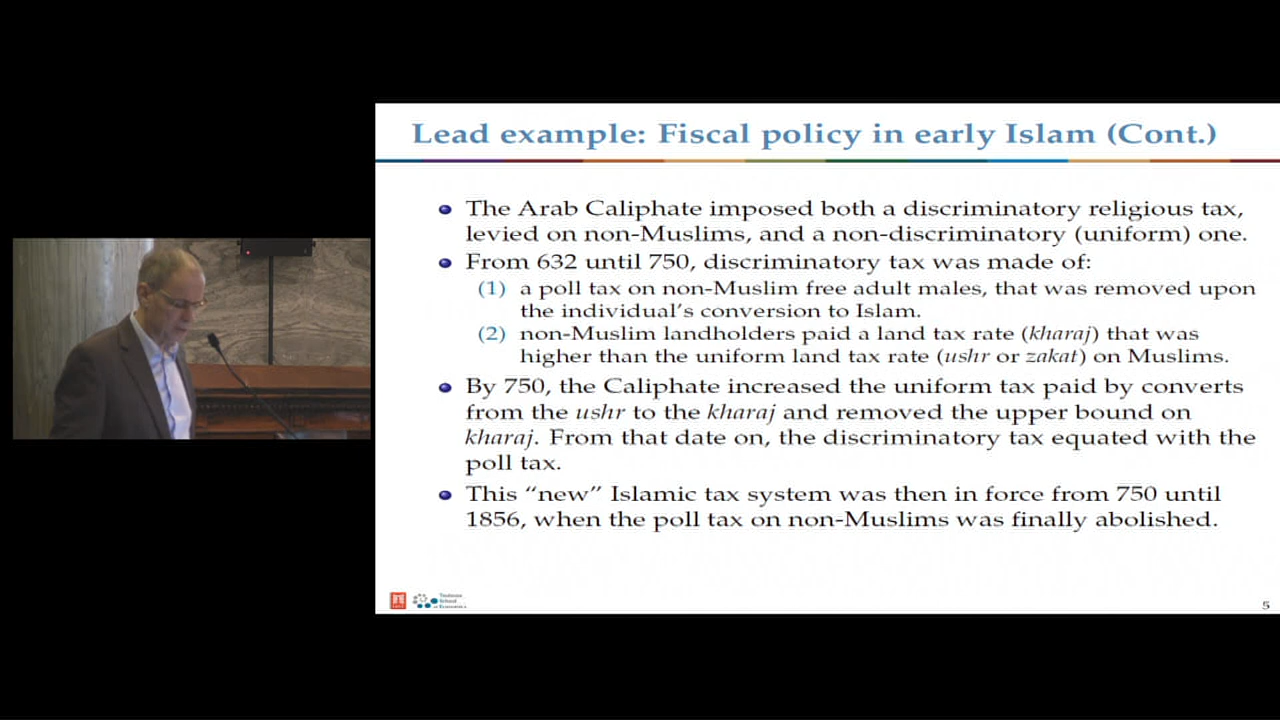 Lead example: Fiscal policy in early Islam (Cont.)
The Arab Caliphate imposed both a discriminatory religious tax,
levied on non-Muslims, and a non-discriminatory (uniform) one.
From 632 until 750, discriminatory tax was made of:
(1) a poll tax on non-Muslim free adult males, that was removed upon
the individual's conversion to Islam.
(2) non-Muslim landholders paid a land tax rate (kharaj) that was
higher than the uniform land tax rate (ushr or zakat) on Muslims.
By 750, the Caliphate increased the uniform tax paid by converts
from the ushr to the kharaj and removed the upper bound on
kharaj. From that date on, the discriminatory tax equated with the
poll tax.
This “new” Islamic tax system was then in force from 750 until
1856, when the poll tax on non-Muslims was finally abolished.
Toulouse
School
of Economics
5